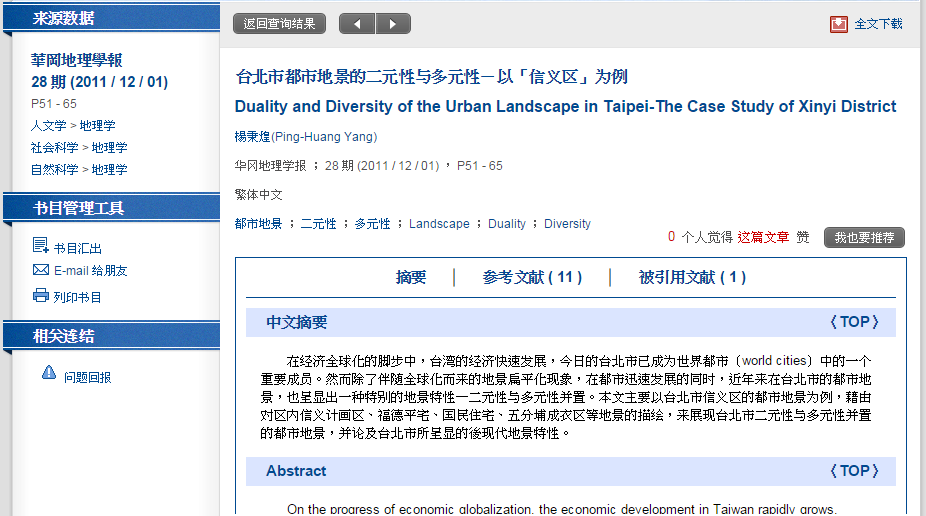 来源数据
華岡地理學報
28 期 (2011 / 12 / 01)
P51 - 65
人文学 > 地理学
社会科学 > 地理学
自然科学 > 地理学
书目管理工具
书目汇出
E-mail 给朋友
列印书目
相关连结
问题回报
返回查询结果
全文下载
台北市都市地景的二元性与多元性－以「信义区」为例
Duality and Diversity of the Urban Landscape in Taipei-The Case Study of Xinyi District
楊秉煌(Ping-Huang Yang)
华冈地理学报 ; 28 期 (2011 / 12 / 01) ， P51 - 65
繁体中文
都市地景 ; 二元性 ; 多元性 ; Landscape ; Duality ; Diversity
0 个人觉得 这篇文章 赞
我也要推荐
摘要 | 参考文献 ( 11 ) | 被引用文献 ( 1 )
中文摘要 〈 TOP 〉
在经济全球化的脚步中，台湾的经济快速发展，今日的台北市已成为世界都市〔world cities〕中的一个
重要成员。然而除了伴随全球化而来的地景扁平化现象，在都市迅速发展的同时，近年来在台北市的都市地
景，也呈显出一种特别的地景特性－二元性与多元性并置。本文主要以台北市信义区的都市地景为例，藉由
对区内信义计画区、福德平宅、国民住宅、五分埔成衣区等地景的描绘，来展现台北市二元性与多元性并置
的都市地景，并论及台北市所呈显的後现代地景特性。
Abstract 〈 TOP 〉
On the progress of economic globalization, the economic development in Taiwan rapidly grows.